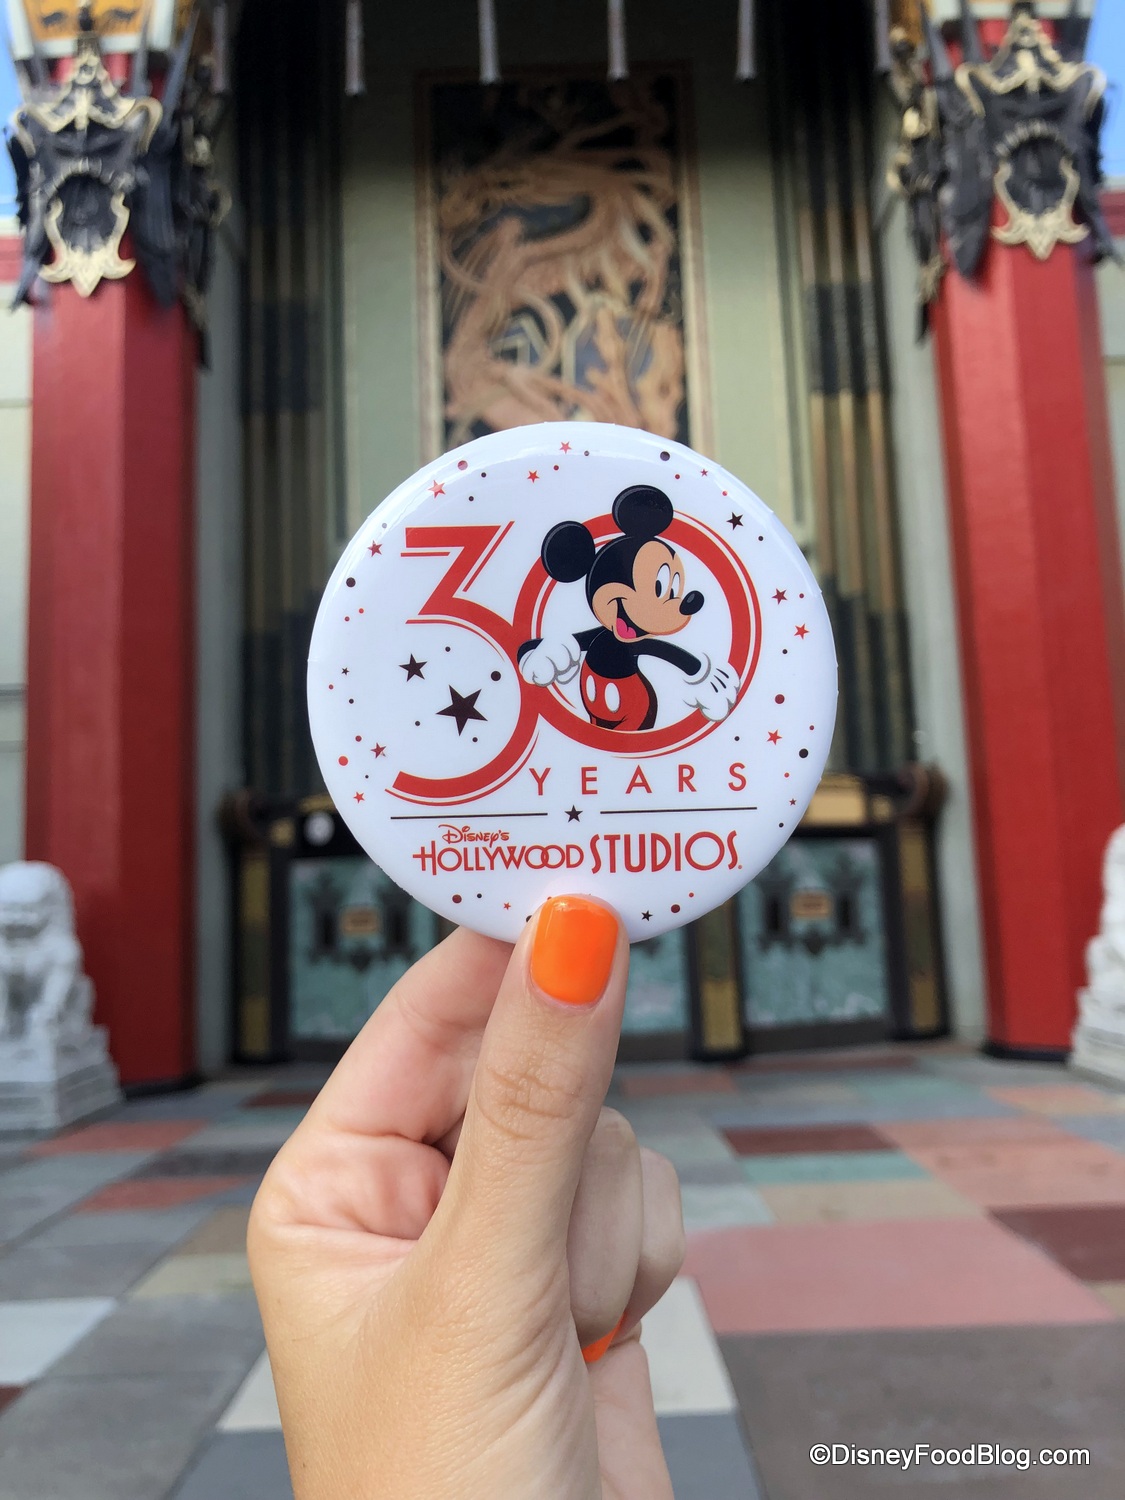 30
YEARS
Disney's
HOLLYWOOD STUDIOS
©DisneyFoodBlog.com